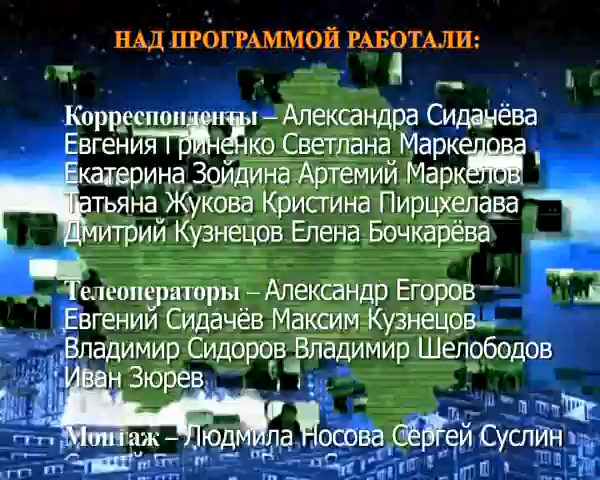 НАД ПРОГРАММОЙ РАБОТАЛИ:
Корреспонденты – Александра Сидачёва
Евгения Гриненко Светлана Маркелова
Екатерина Зойдина Артемий Маркелов
Татьяна Жукова Кристина Пирцхелава
Дмитрий Кузнецов Елена Бочкарёва
Телеоператоры – Александр Егоров
Евгений Сидачёв Максим Кузнецов
Владимир Сидоров Владимир Шелободов
Иван Зюрев
Монтаж – Людмила Носова Сергей Суслин